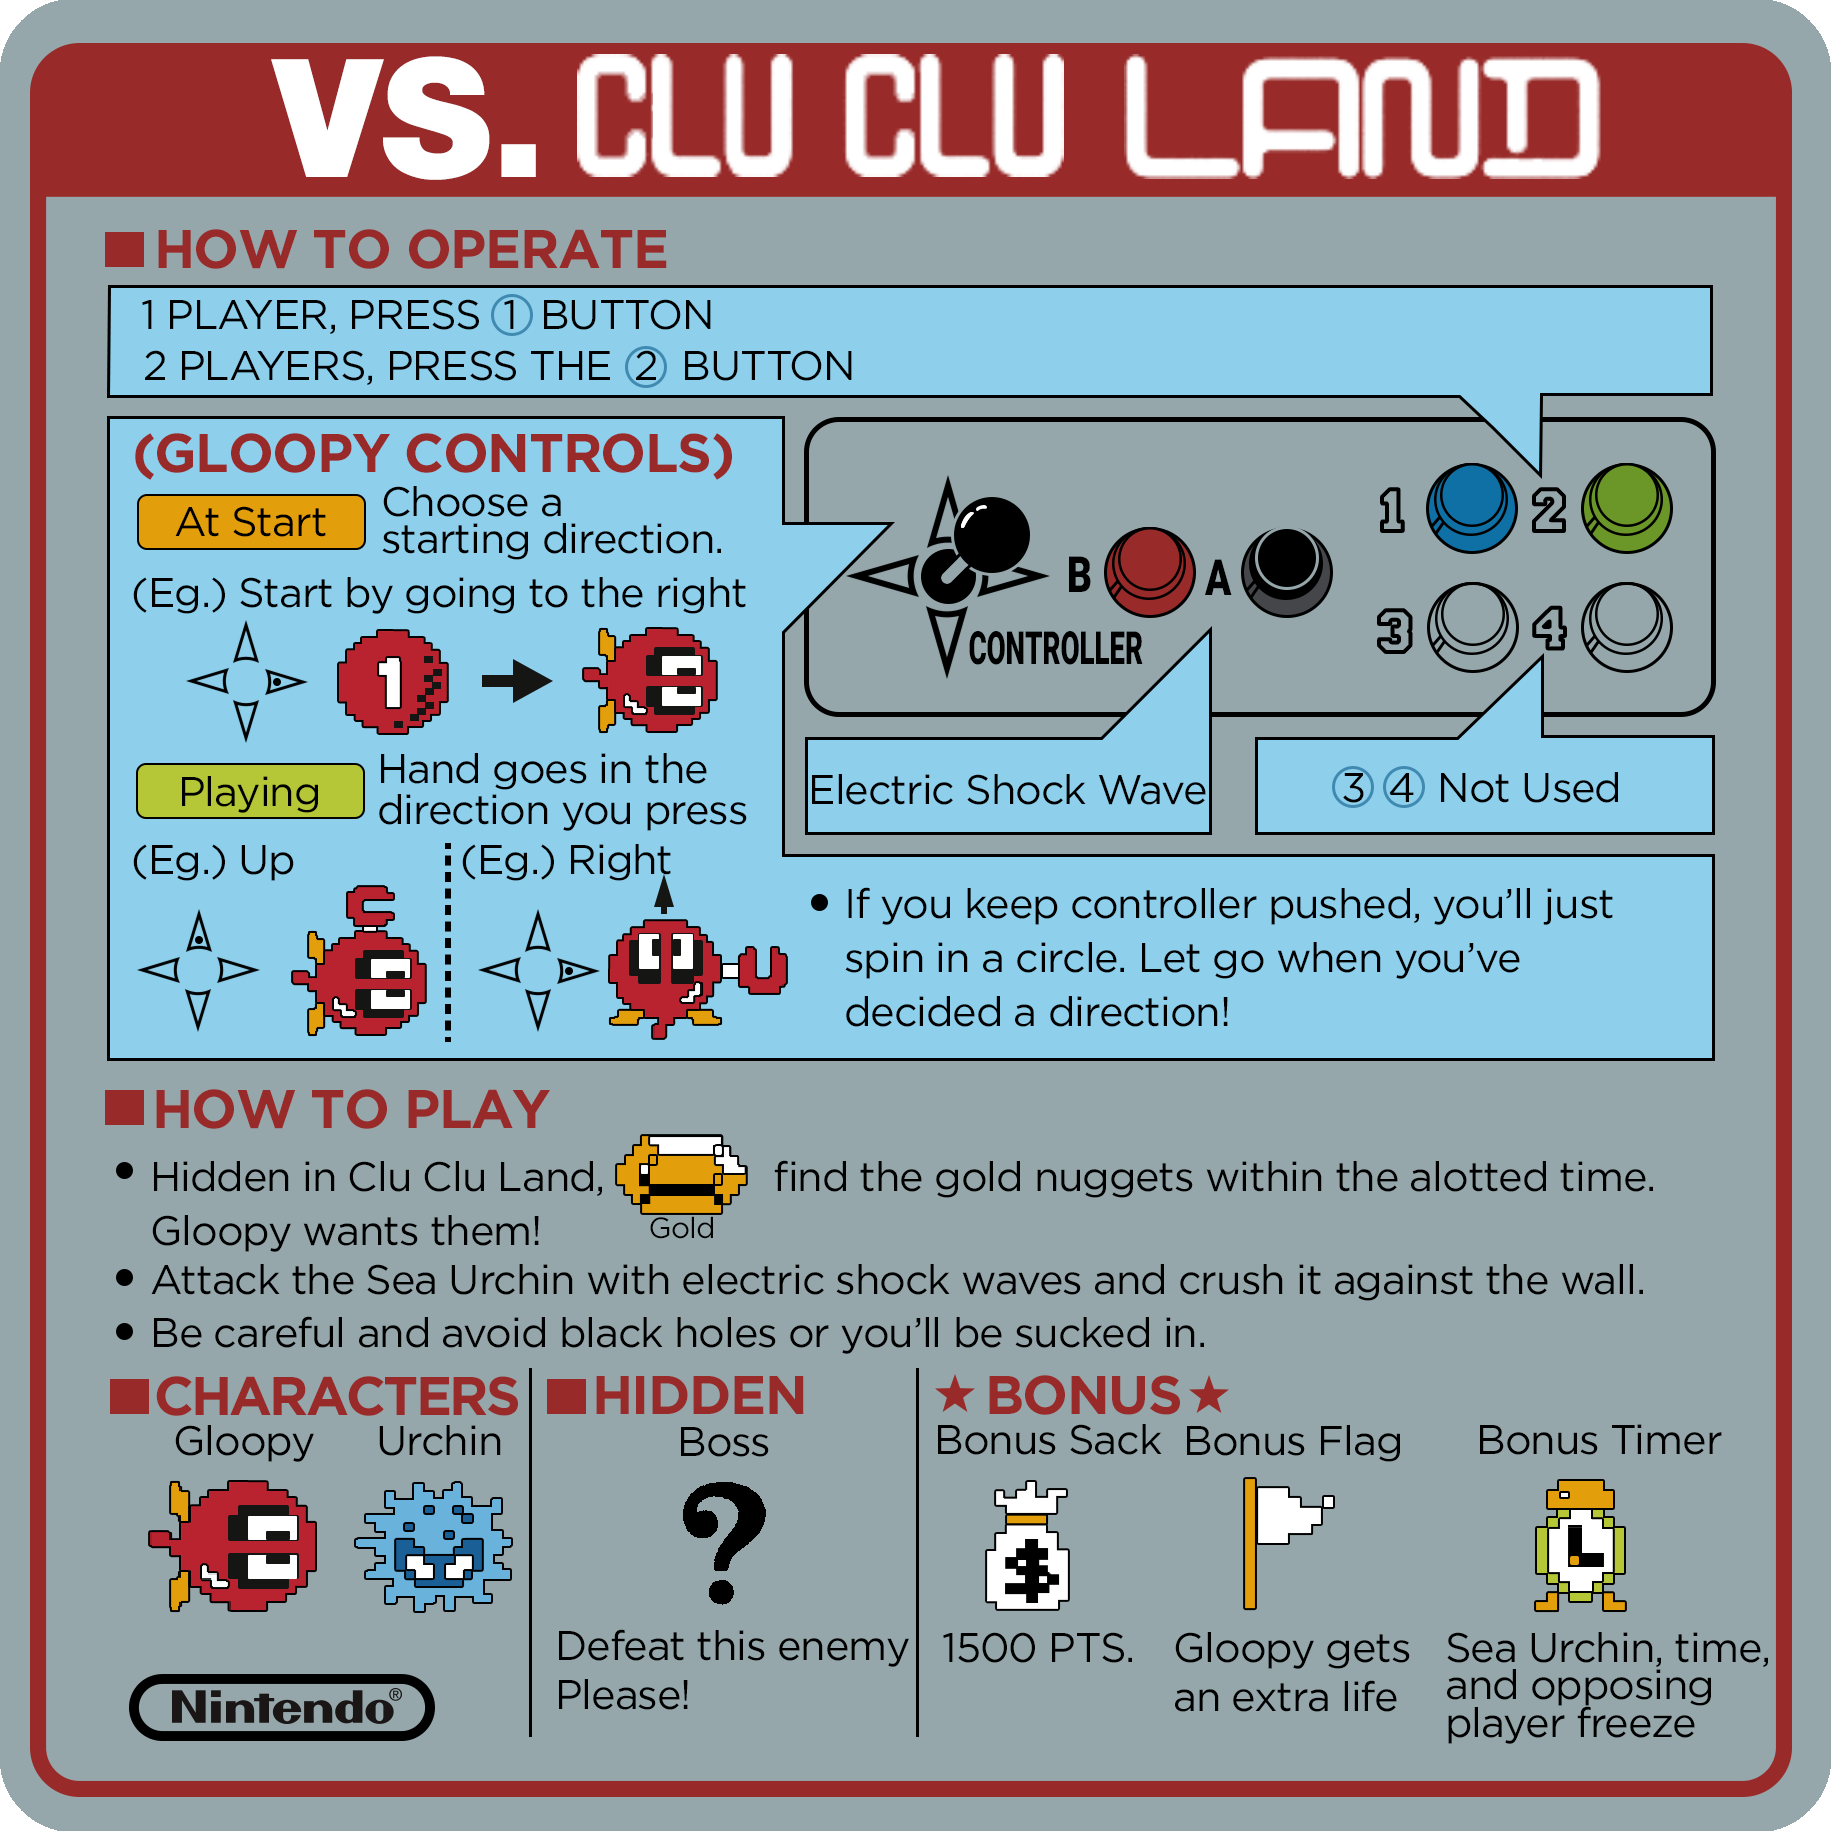 VS. CLU CLU LAND
HOW TO OPERATE
1 PLAYER, PRESS ① BUTTON
2 PLAYERS, PRESS THE ② BUTTON
(GLOOPY CONTROLS)
At Start
Choose a
starting direction.
(Eg.) Start by going to the right
1
Playing
Hand goes in the
direction you press
(Eg.) Up
(Eg.) Right
CONTROLLER
B
A
1
2
3
4
Electric Shock Wave
③ ④ Not Used
• If you keep controller pushed, you'll just
spin in a circle. Let go when you've
decided a direction!
HOW TO PLAY
• Hidden in Clu Clu Land, find the gold nuggets within the alotted time.
Gold
Gloopy wants them!
• Attack the Sea Urchin with electric shock waves and crush it against the wall.
• Be careful and avoid black holes or you'll be sucked in.
CHARACTERS
Gloopy
Urchin
Nintendo®
HIDDEN
Boss
?
Defeat this enemy
Please!
★ BONUS ★
Bonus Sack
$
1500 PTS.
Bonus Flag
Gloopy gets
an extra life
Bonus Timer
Sea Urchin, time,
and opposing
player freeze